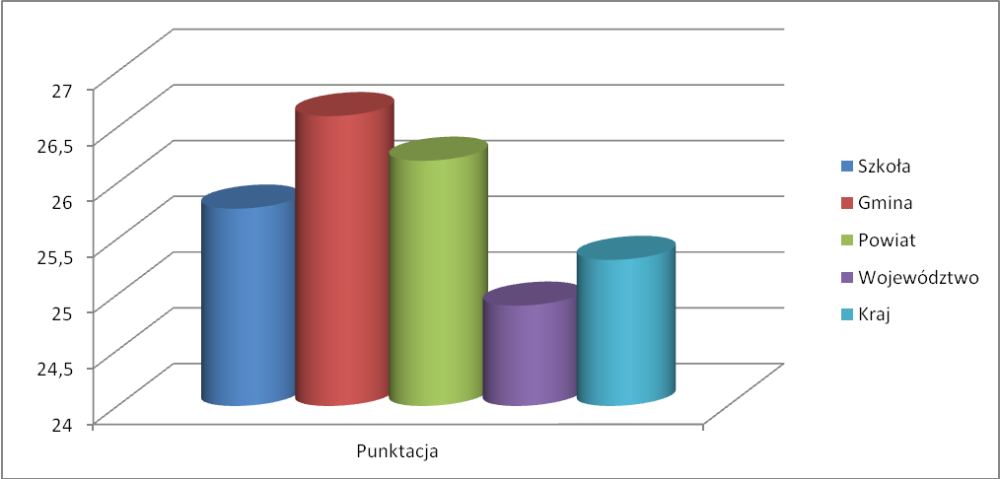 27
26,5
26
25,5
25
24,5
24
Punktacja
Szkoła
Gmina
Powiat
Województwo
Kraj